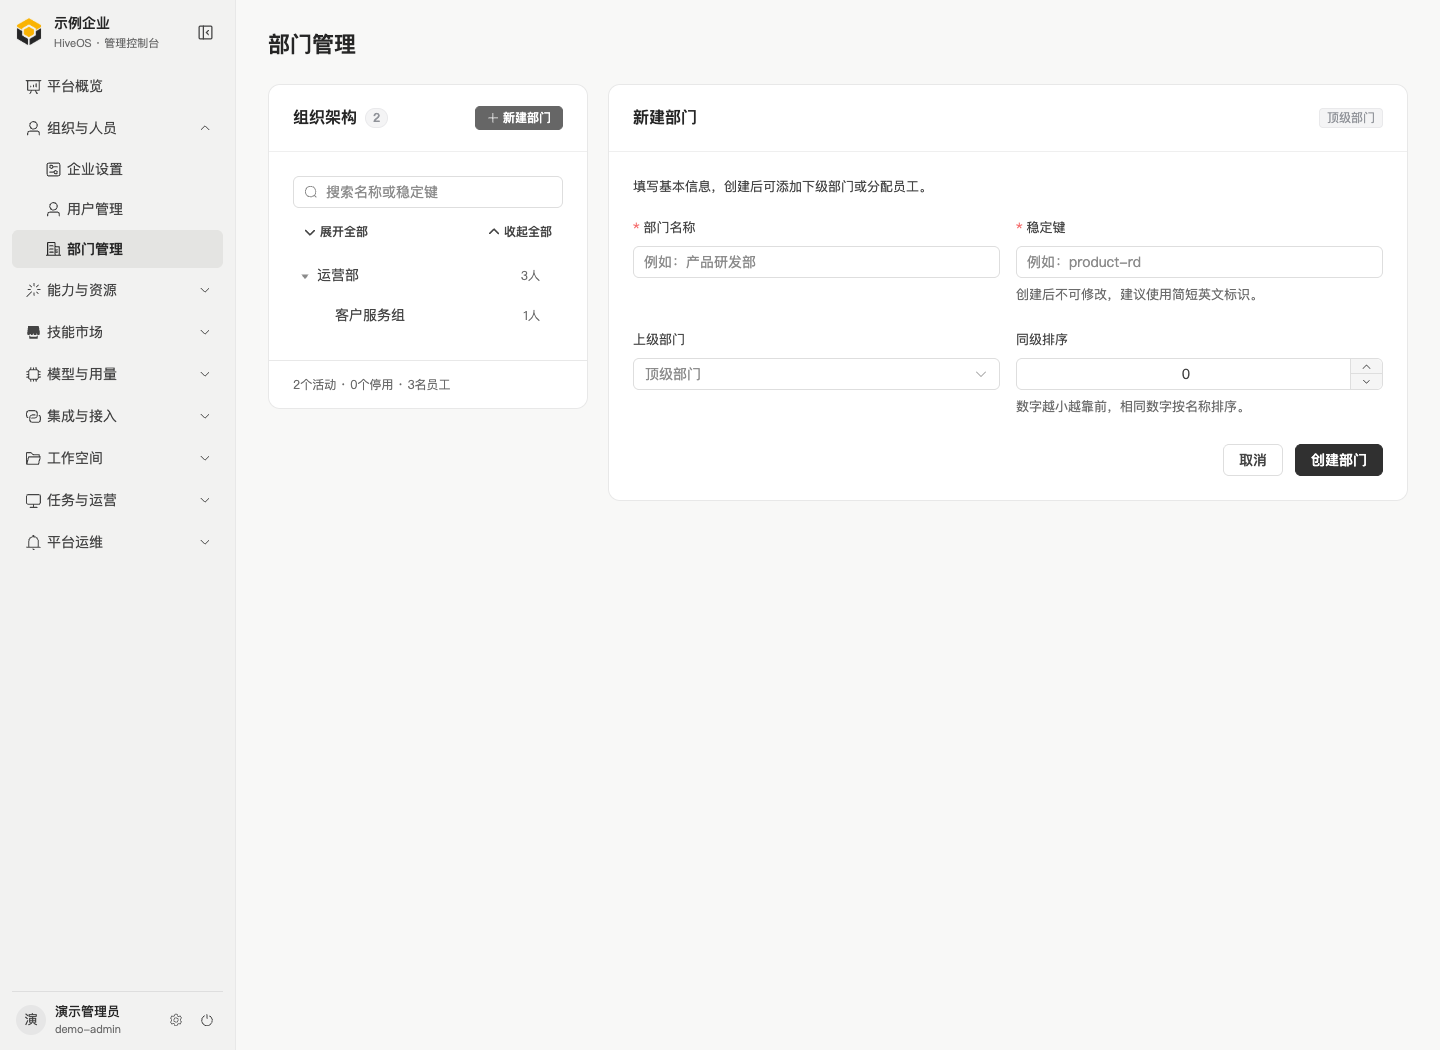 示例企业
HiveOS · 管理控制台
平台概览
组织与人员
企业设置
用户管理
部门管理
能力与资源
技能市场
模型与用量
集成与接入
工作空间
任务与运营
平台运维
演
演示管理员
demo-admin
部门管理
组织架构 2
新建部门
搜索名称或稳定键
展开全部 收起全部
运营部 3人
客户服务组 1人
2个活动 · 0个停用 · 3名员工
新建部门 顶级部门
填写基本信息，创建后可添加下级部门或分配员工。
* 部门名称
例如：产品研发部
* 稳定键
例如：product-rd
创建后不可修改，建议使用简短英文标识。
上级部门
顶级部门
同级排序
0
数字越小越靠前，相同数字按名称排序。
取消 创建部门